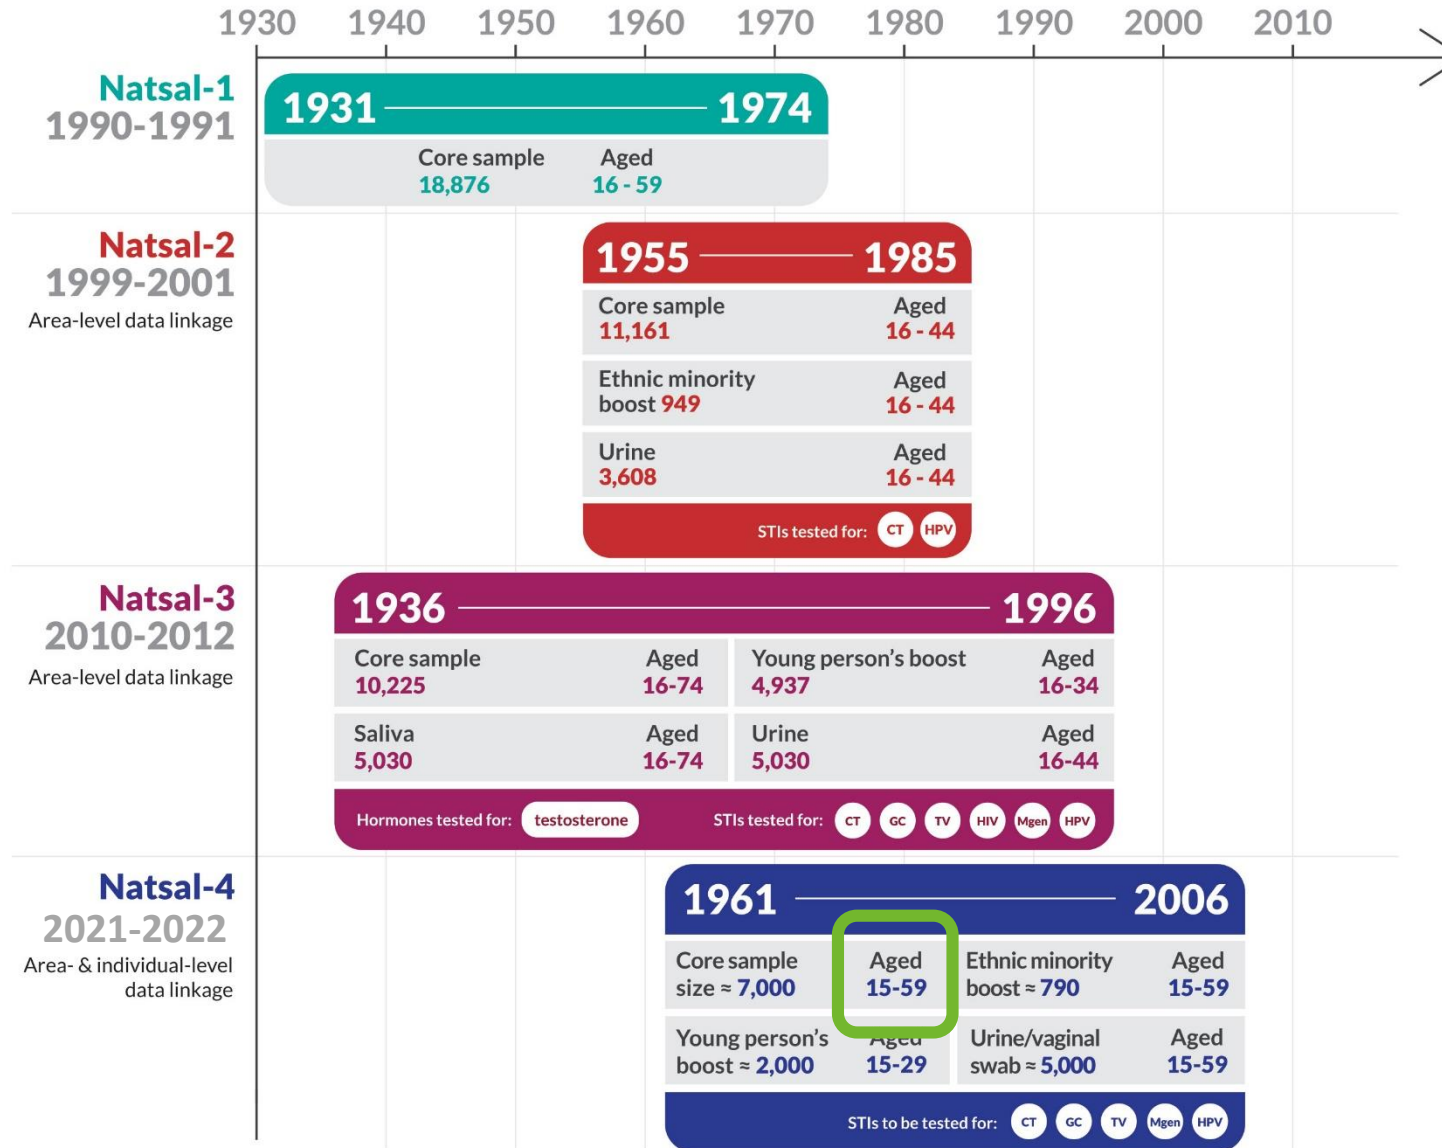 1930 1940 1950 1960 1970 1980 1990 2000 2010
Natsal-1
1990-1991
1931 1974
Core sample Aged
18,876 16 - 59
Natsal-2
1999-2001
Area-level data linkage
1955 1985
Core sample Aged
11,161 16 - 44
Ethnic minority Aged
boost 949 16 - 44
Urine Aged
3,608 16 - 44
STIs tested for: CT HPV
Natsal-3
2010-2012
Area-level data linkage
1936 1996
Core sample Aged Young person's boost Aged
10,225 16-74 4,937 16-34
Saliva Aged Urine Aged
5,030 16-74 5,030 16-44
Hormones tested for: testosterone STIs tested for: CT GC TV HIV Mgen HPV
Natsal-4
2021-2022
Area- & individual-level
data linkage
1961 2006
Core sample Aged Ethnic minority Aged
size ≈ 7,000 15-59 boost ≈ 790 15-59
Young person's Aged Urine/vaginal Aged
boost ≈ 2,000 15-29 swab ≈ 5,000 15-59
STIs to be tested for: CT GC TV Mgen HPV